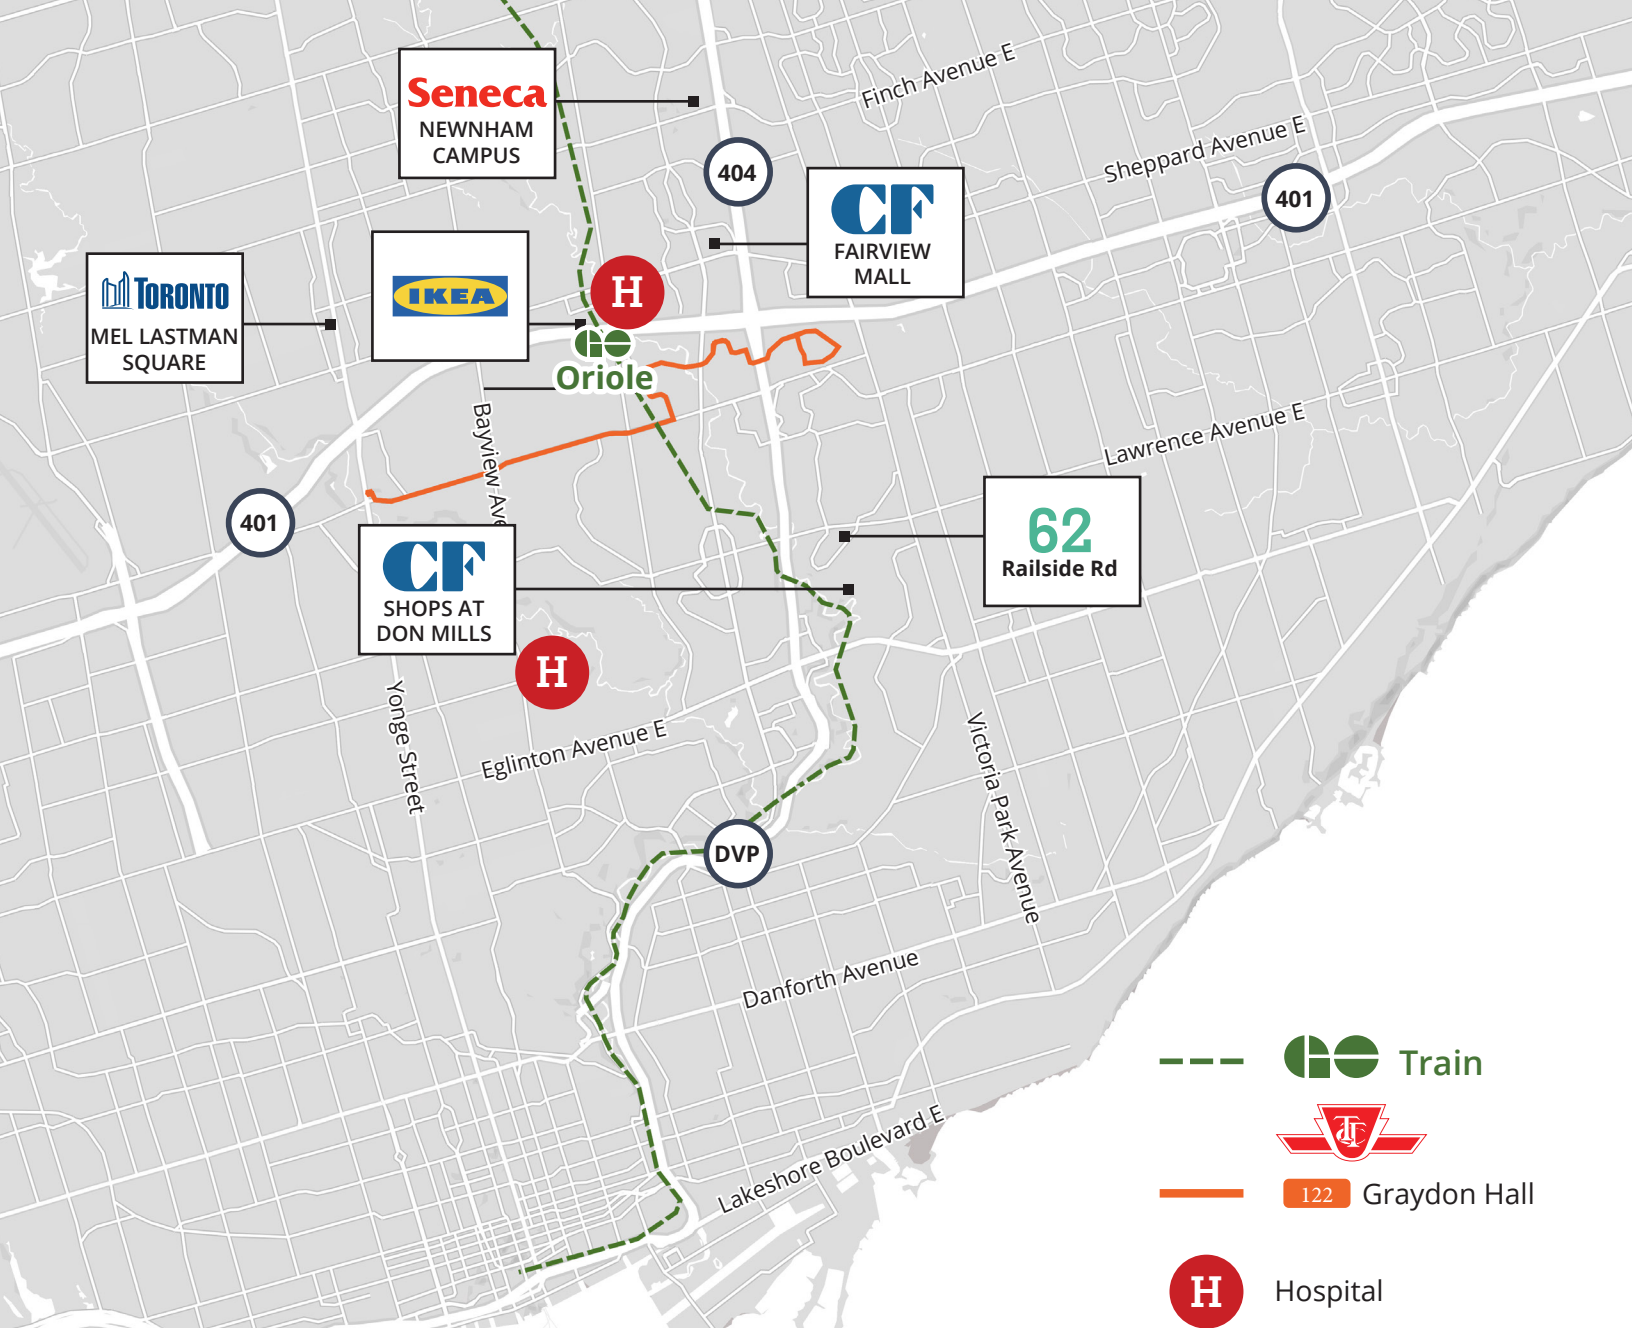 Finch Avenue E
Seneca
NEWNHAM
CAMPUS
Sheppard Avenue E
404
401
CF
FAIRVIEW
MALL
TORONTO
MEL LASTMAN
SQUARE
IKEA
H
GO
Oriole
Bayview Ave
Lawrence Avenue E
401
62
Railside Rd
CF
SHOPS AT
DON MILLS
H
Yonge Street
Eglinton Avenue E
Victoria Park Avenue
DVP
Danforth Avenue
Lakeshore Boulevard E
GO Train
TTC
122 Graydon Hall
H Hospital